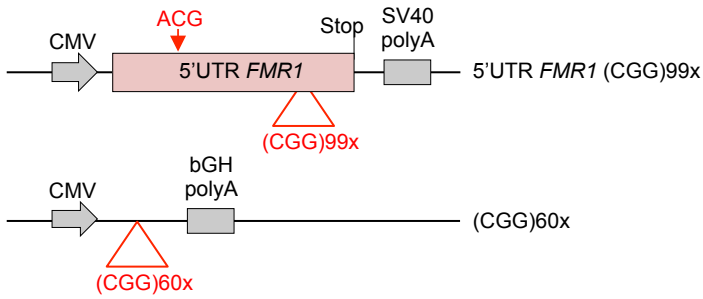 ACG
CMV
Stop
SV40
polyA
5'UTR FMR1
5'UTR FMR1 (CGG)99x
(CGG)99x
bGH
polyA
CMV
(CGG)60x
(CGG)60x